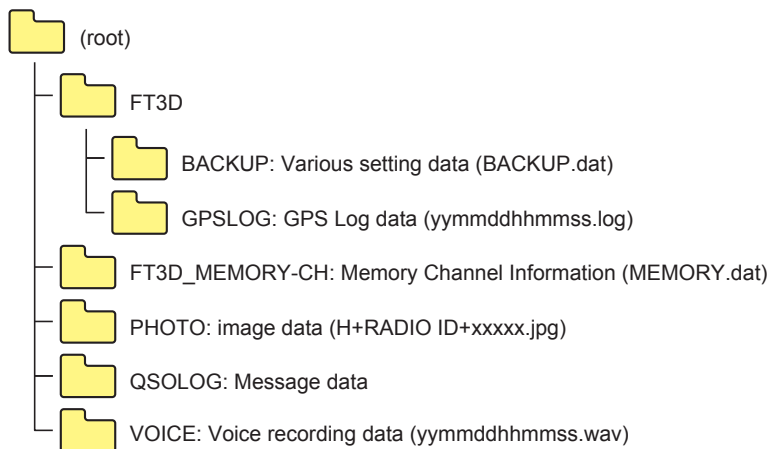 (root)
FT3D
BACKUP: Various setting data (BACKUP.dat)
GPSLOG: GPS Log data (yymmddhhmmss.log)
FT3D_MEMORY-CH: Memory Channel Information (MEMORY.dat)
PHOTO: image data (H+RADIO ID+xxxxx.jpg)
QSOLOG: Message data
VOICE: Voice recording data (yymmddhhmmss.wav)